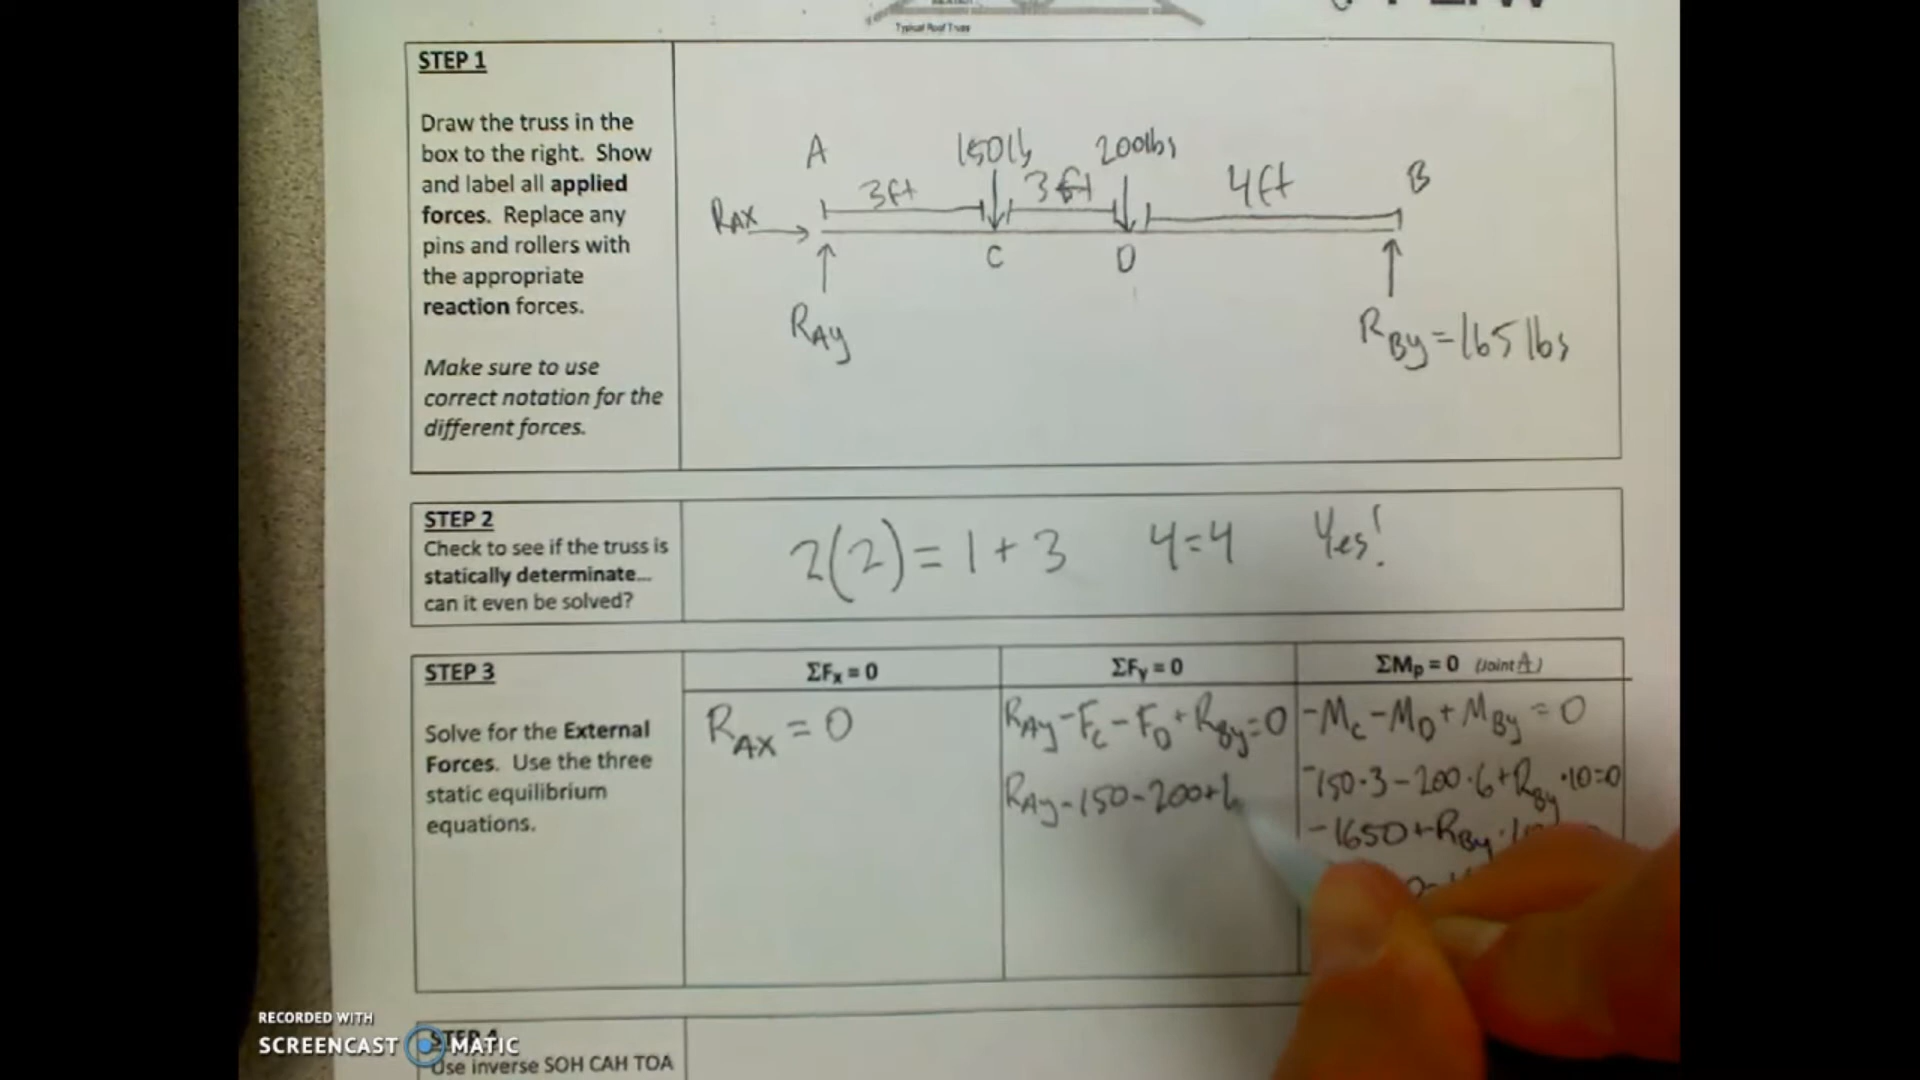 Typical Roof Truss
STEP 1
Draw the truss in the
box to the right. Show
and label all applied
forces. Replace any
pins and rollers with
the appropriate
reaction forces.
Make sure to use
correct notation for the
different forces.
A 150lb 200lbs B
3ft 3ft 4ft
RAX
C D
RAy
RBy=165 lbs
STEP 2
Check to see if the truss is
statically determinate...
can it even be solved?
2(2) = 1 + 3 4=4 Yes!
STEP 3
Solve for the External
Forces. Use the three
static equilibrium
equations.
ΣFx = 0
RAX = 0
ΣFy = 0
RAy-FC-FD+RBy=0
RAy-150-200+
ΣMp = 0 (Joint A)
-MC-MD+MBy=0
-150·3-200·6+RBy·10=0
-1650+RBy
STEP 4
Use inverse SOH CAH TOA
RECORDED WITH
SCREENCAST MATIC